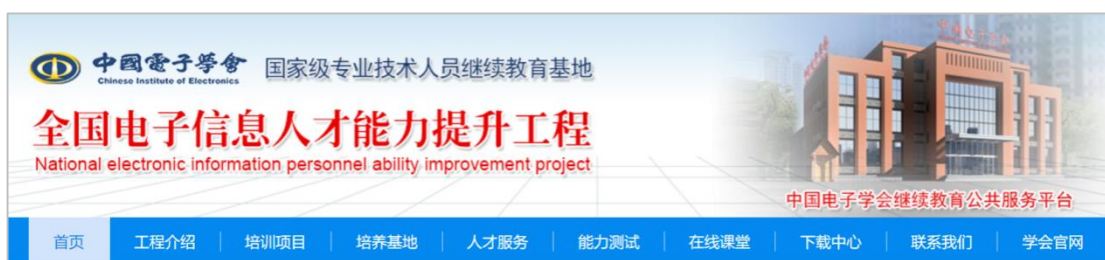 中國電子學會
Chinese Institute of Electronics
国家级专业技术人员继续教育基地
全国电子信息人才能力提升工程
National electronic information personnel ability improvement project
中国电子学会继续教育公共服务平台
首页 工程介绍 培训项目 培养基地 人才服务 能力测试 在线课堂 下载中心 联系我们 学会官网